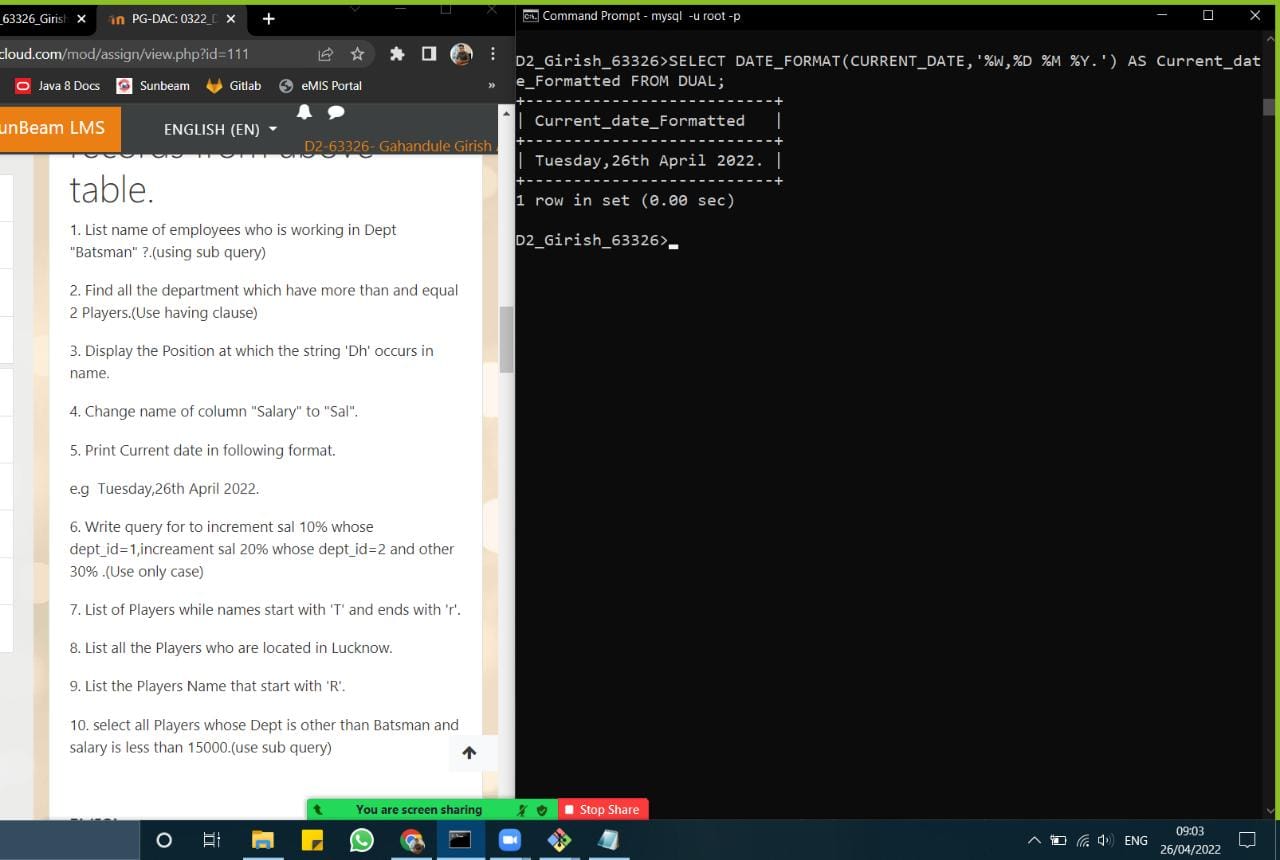 63326_Girish
PG-DAC: 0322_D
cloud.com/mod/assign/view.php?id=111
Java 8 Docs
Sunbeam
Gitlab
eMIS Portal
»
unBeam LMS
ENGLISH (EN)
D2-63326- Gahandule Girish
records from above
table.
1. List name of employees who is working in Dept
"Batsman" ?.(using sub query)
2. Find all the department which have more than and equal
2 Players.(Use having clause)
3. Display the Position at which the string 'Dh' occurs in
name.
4. Change name of column "Salary" to "Sal".
5. Print Current date in following format.
e.g Tuesday,26th April 2022.
6. Write query for to increment sal 10% whose
dept_id=1,increament sal 20% whose dept_id=2 and other
30% .(Use only case)
7. List of Players while names start with 'T' and ends with 'r'.
8. List all the Players who are located in Lucknow.
9. List the Players Name that start with 'R'.
10. select all Players whose Dept is other than Batsman and
salary is less than 15000.(use sub query)
Command Prompt - mysql -u root -p
D2_Girish_63326>SELECT DATE_FORMAT(CURRENT_DATE,'%W,%D %M %Y.') AS Current_dat
e_Formatted FROM DUAL;
+--------------------------+
| Current_date_Formatted   |
+--------------------------+
| Tuesday,26th April 2022. |
+--------------------------+
1 row in set (0.00 sec)
D2_Girish_63326>
You are screen sharing
Stop Share
ENG
09:03
26/04/2022